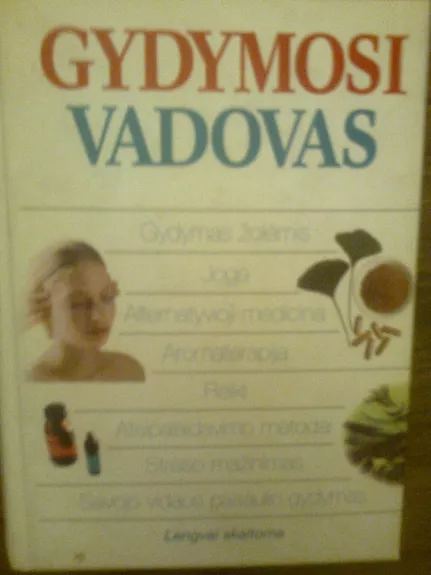 GYDYMOSI
VADOVAS
Gydymas žolėmis
Joga
Alternatyvioji medicina
Aromaterapija
Reiki
Atsipalaidavimo metodai
Streso mažinimas
Savojo vidaus pasaulio gydymas
Lengvai skaitoma